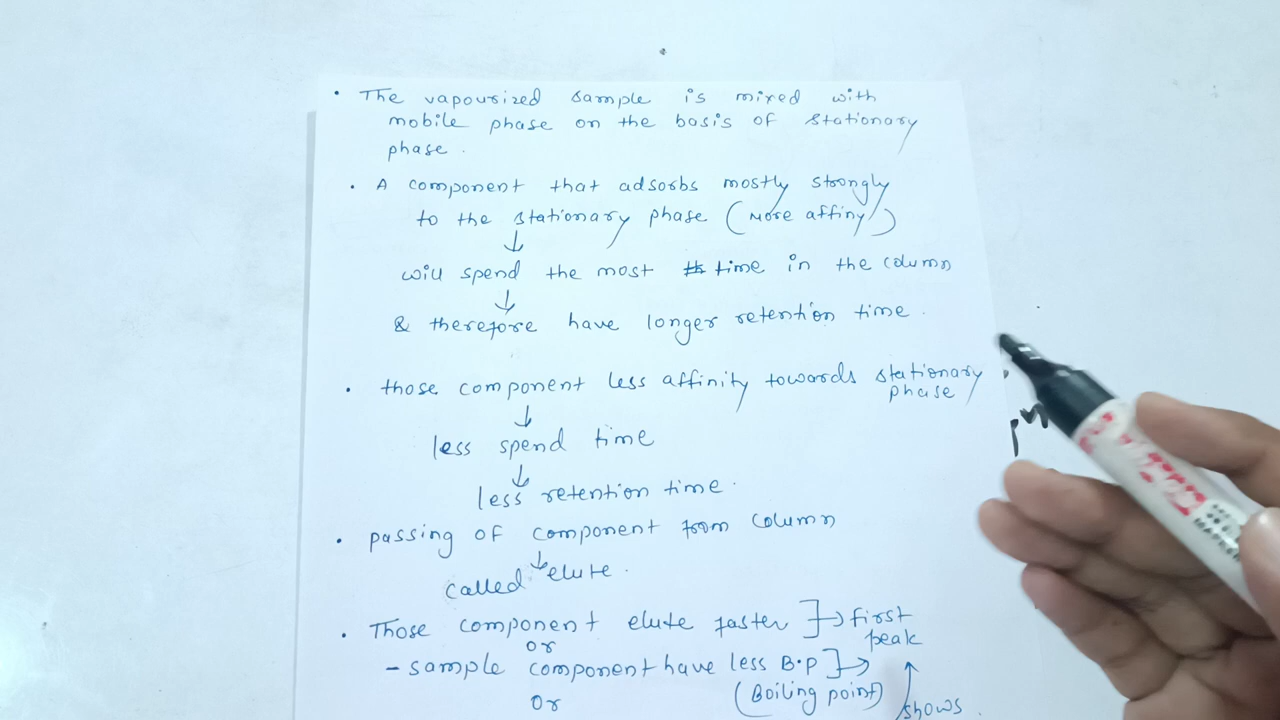 • The vapourized sample is mixed with
mobile phase on the basis of stationary
phase.
• A component that adsorbs mostly strongly
to the stationary phase (More affiny)
↓
will spend the most time in the column
↓
& therefore have longer retention time.
• those component less affinity towards stationary
phase
↓
less spend time
↓
less retention time.
• passing of component from column
↓
called elute.
• Those component elute faster ]→ first
peak
or
- sample component have less B.P ]→
(Boiling point)
or
↑
shows.